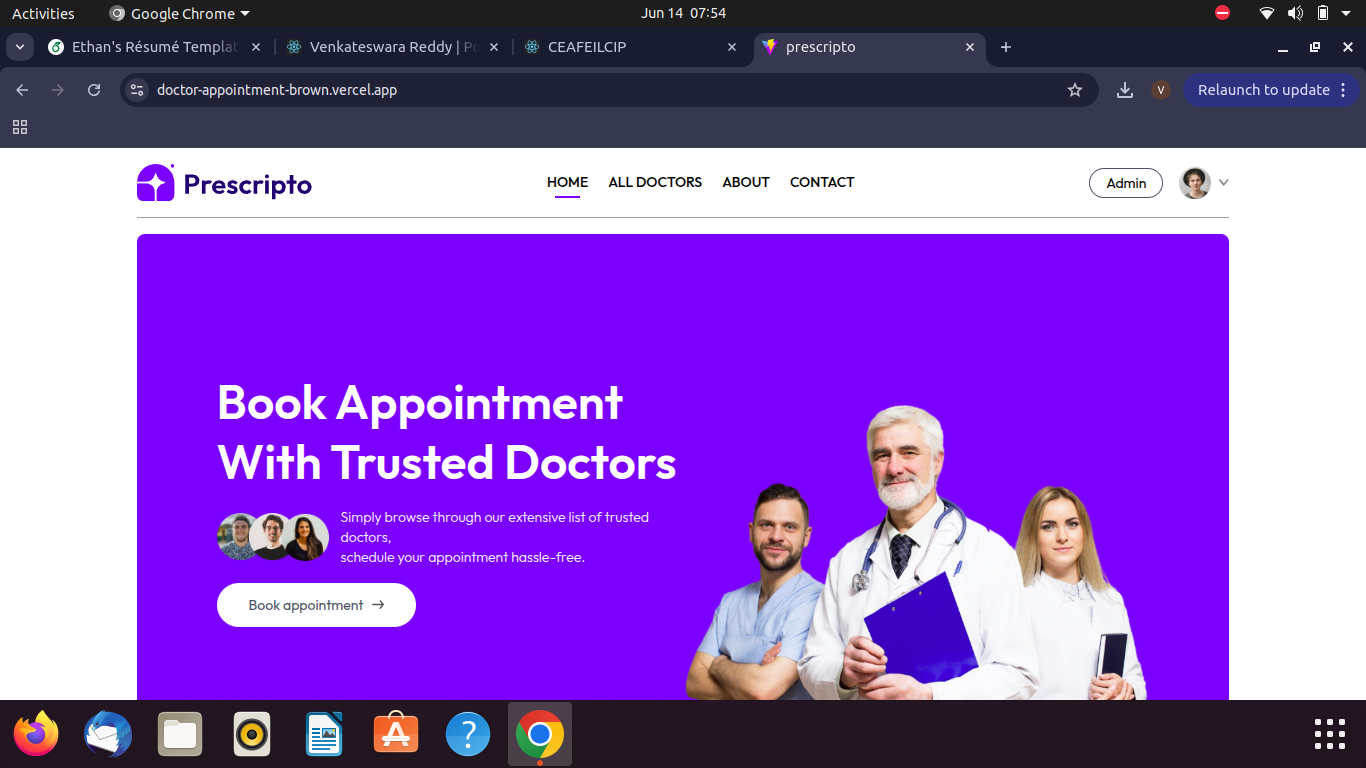 Activities
Google Chrome
Jun 14 07:54
Ethan's Résumé Templat
Venkateswara Reddy | Po
CEAFEILCIP
prescripto
doctor-appointment-brown.vercel.app
V
Relaunch to update
Prescripto
HOME
ALL DOCTORS
ABOUT
CONTACT
Admin
Book Appointment
With Trusted Doctors
Simply browse through our extensive list of trusted
doctors,
schedule your appointment hassle-free.
Book appointment →